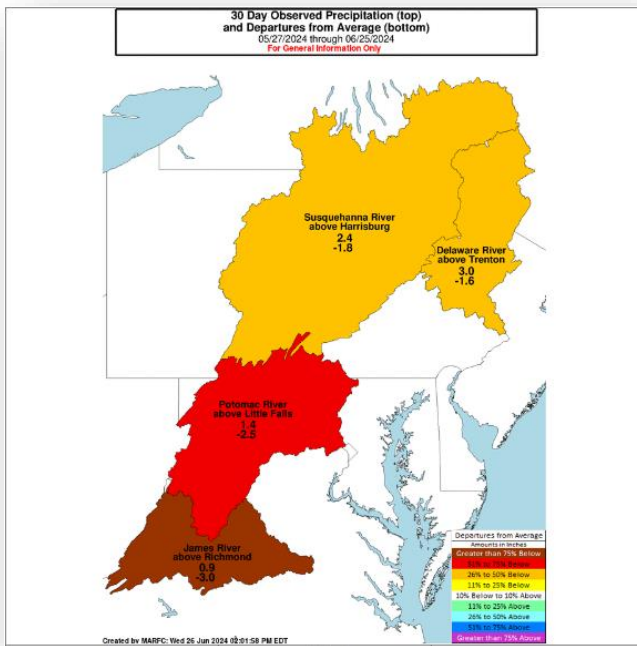 30 Day Observed Precipitation (top)
and Departures from Average (bottom)
05/27/2024 through 06/25/2024
For General Information Only
Susquehanna River
above Harrisburg
2.4
-1.8
Delaware River
above Trenton
3.0
-1.6
Potomac River
above Little Falls
1.4
-2.5
James River
above Richmond
0.9
-3.0
Departures from Average
Amounts in Inches
Greater than 75% Below
51% to 75% Below
26% to 50% Below
11% to 25% Below
10% Below to 10% Above
11% to 25% Above
26% to 50% Above
51% to 75% Above
Greater than 75% Above
Created by MARFC: Wed 26 Jun 2024 02:01:58 PM EDT